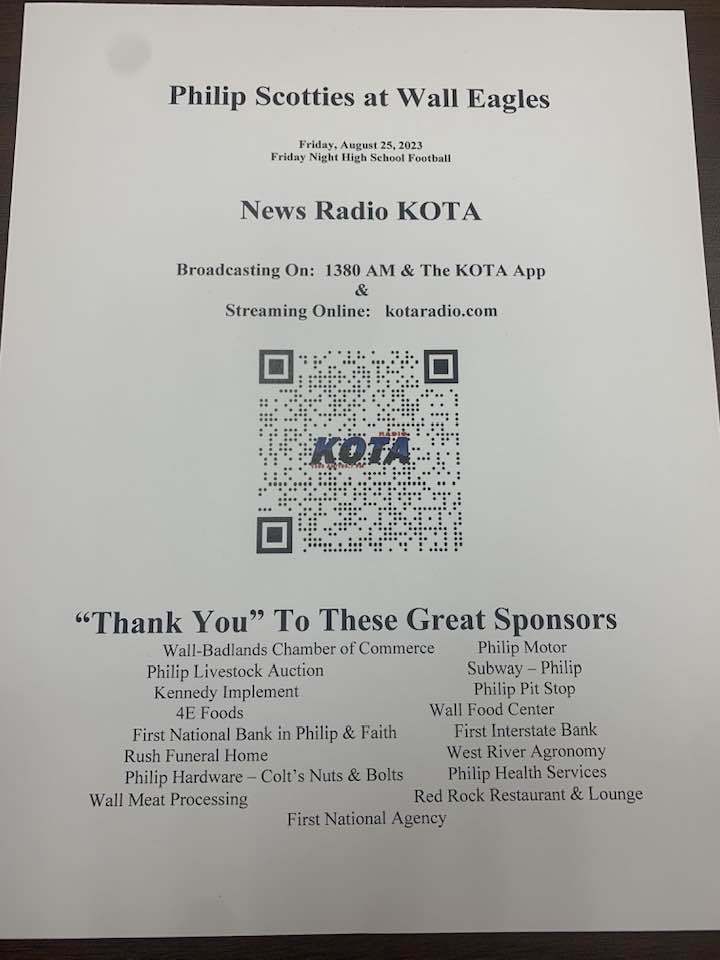 Philip Scotties at Wall Eagles
Friday, August 25, 2023
Friday Night High School Football
News Radio KOTA
Broadcasting On: 1380 AM & The KOTA App
&
Streaming Online: kotaradio.com
RADIO
KOTA
“Thank You” To These Great Sponsors
Wall-Badlands Chamber of Commerce Philip Motor
Philip Livestock Auction Subway – Philip
Kennedy Implement Philip Pit Stop
4E Foods Wall Food Center
First National Bank in Philip & Faith First Interstate Bank
Rush Funeral Home West River Agronomy
Philip Hardware – Colt’s Nuts & Bolts Philip Health Services
Wall Meat Processing Red Rock Restaurant & Lounge
First National Agency